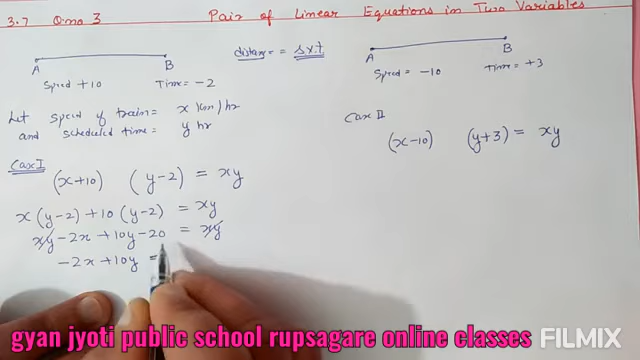 3.7 Q.no 3 Pair of Linear Equations in Two Variables
A B
Speed +10 Time = -2
distance = s x t
A B
Speed = -10 Time = +3
Let speed of train = x km/hr
and scheduled time = y hr
Case I
(x+10) (y-2) = xy
x(y-2) +10 (y-2) = xy
xy -2x +10y -20 = xy
-2x +10y =
Case II
(x-10) (y+3) = xy
gyan jyoti public school rupsagare online classes
FILMIX